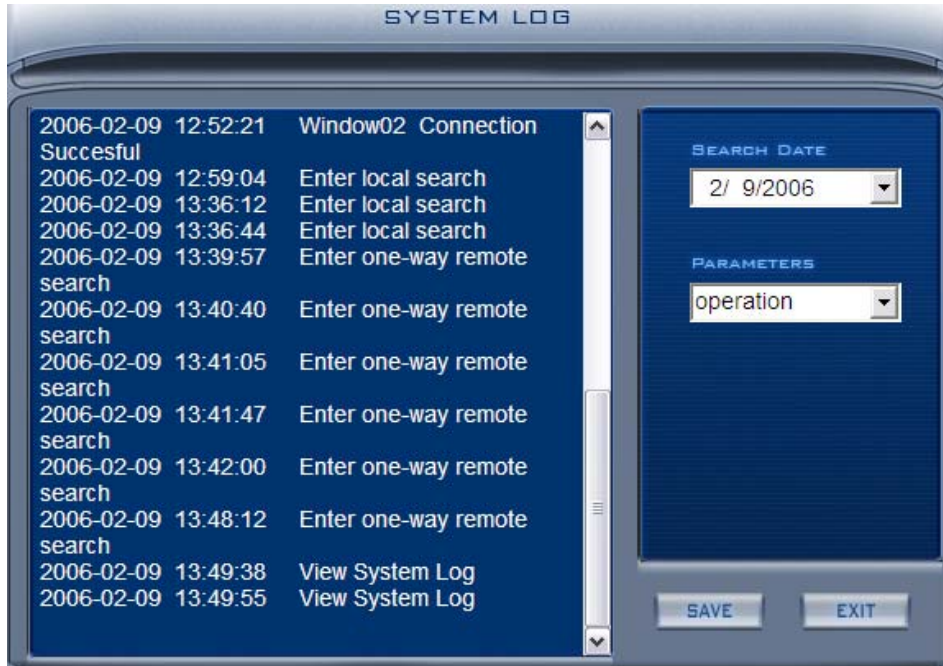 SYSTEM LOG
2006-02-09 12:52:21 Window02 Connection
Succesful
2006-02-09 12:59:04 Enter local search
2006-02-09 13:36:12 Enter local search
2006-02-09 13:36:44 Enter local search
2006-02-09 13:39:57 Enter one-way remote
search
2006-02-09 13:40:40 Enter one-way remote
search
2006-02-09 13:41:05 Enter one-way remote
search
2006-02-09 13:41:47 Enter one-way remote
search
2006-02-09 13:42:00 Enter one-way remote
search
2006-02-09 13:48:12 Enter one-way remote
search
2006-02-09 13:49:38 View System Log
2006-02-09 13:49:55 View System Log
SEARCH DATE
2/ 9/2006
PARAMETERS
operation
SAVE
EXIT